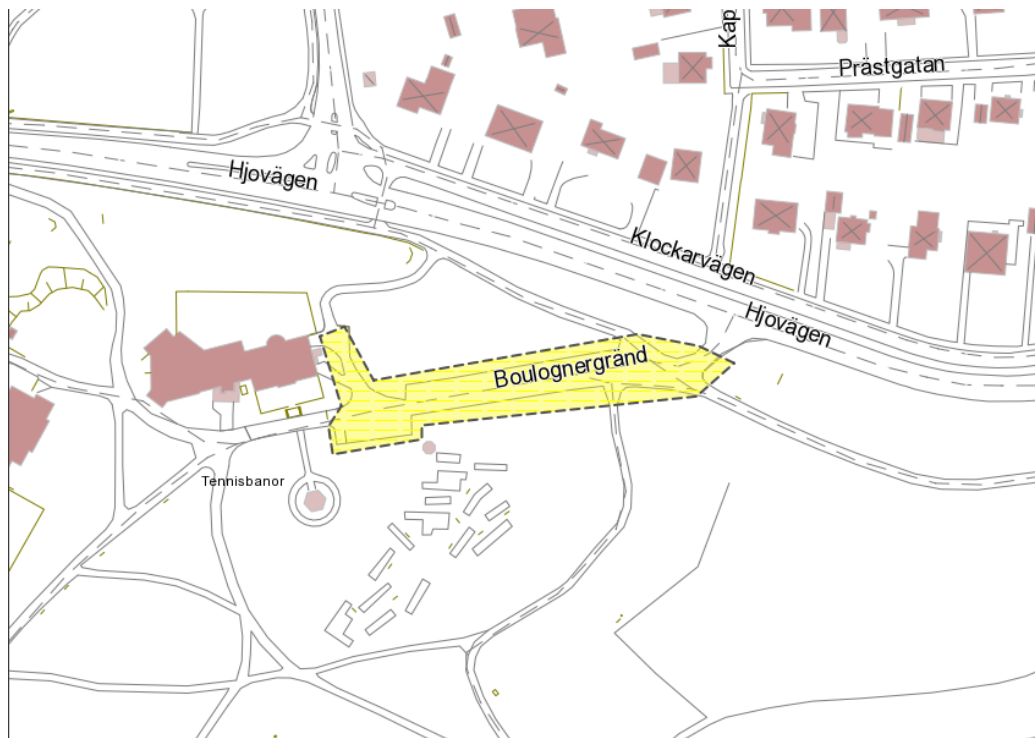 Kap
Prästgatan
Hjovägen
Klockarvägen
Hjovägen
Boulognergränd
Tennisbanor